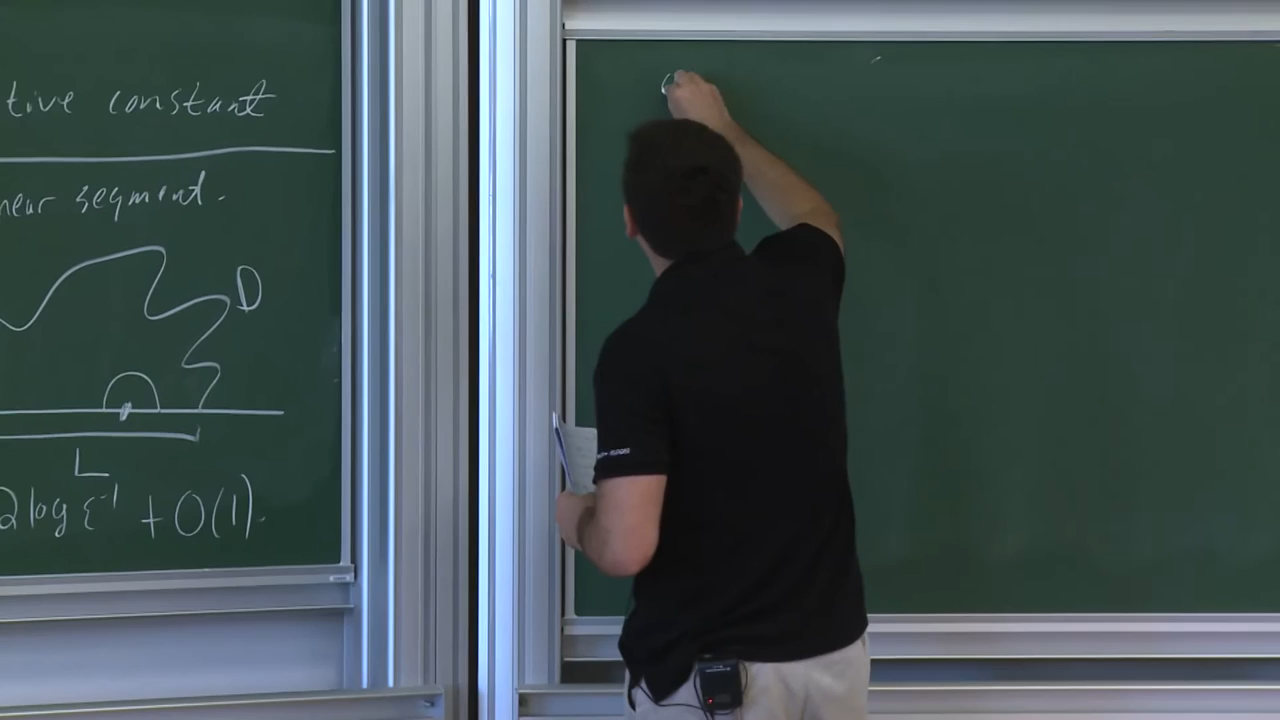 tive constant
near segment.
D
L
2 log ε⁻¹ + O(1).